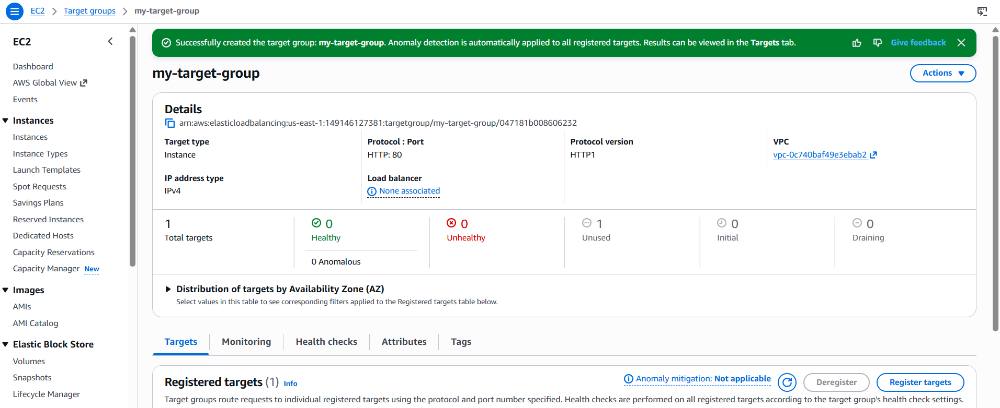 EC2 > Target groups > my-target-group
EC2
Dashboard
AWS Global View
Events
Instances
Instances
Instance Types
Launch Templates
Spot Requests
Savings Plans
Reserved Instances
Dedicated Hosts
Capacity Reservations
Capacity Manager New
Images
AMIs
AMI Catalog
Elastic Block Store
Volumes
Snapshots
Lifecycle Manager
Successfully created the target group: my-target-group. Anomaly detection is automatically applied to all registered targets. Results can be viewed in the Targets tab.
Give feedback
my-target-group
Actions
Details
arn:aws:elasticloadbalancing:us-east-1:149146127381:targetgroup/my-target-group/047181b008606232
Target type
Instance
Protocol : Port
HTTP: 80
Protocol version
HTTP1
VPC
vpc-0c740baf49e3ebab2
IP address type
IPv4
Load balancer
None associated
1
Total targets
0
Healthy
0 Anomalous
0
Unhealthy
1
Unused
0
Initial
0
Draining
Distribution of targets by Availability Zone (AZ)
Select values in this table to see corresponding filters applied to the Registered targets table below.
Targets
Monitoring
Health checks
Attributes
Tags
Registered targets (1) Info
Anomaly mitigation: Not applicable
Deregister
Register targets
Target groups route requests to individual registered targets using the protocol and port number specified. Health checks are performed on all registered targets according to the target group's health check settings.